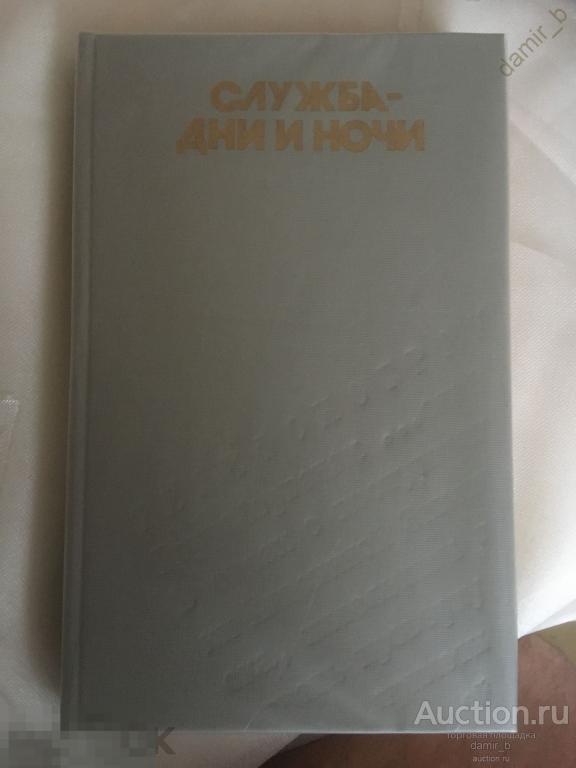 damir_b
СЛУЖБА-
ДНИ И НОЧИ
Auction.ru
торговая площадка
damir_b
auction.ru